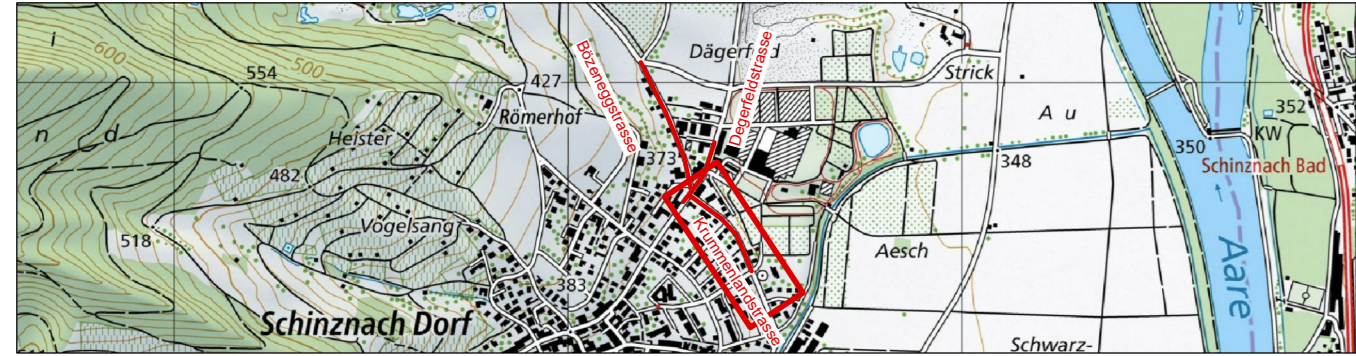 i
600
500
554
n
d
Heister
482
518
Vogelsang
427
Römerhof
Bözeneggstrasse
373
383
Schinznach Dorf
Degerfeldstrasse
Krummenlandstrasse
Strick
A u
348
Aesch
Schwarz-
350
KW
352
Schinznach Bad
Aare